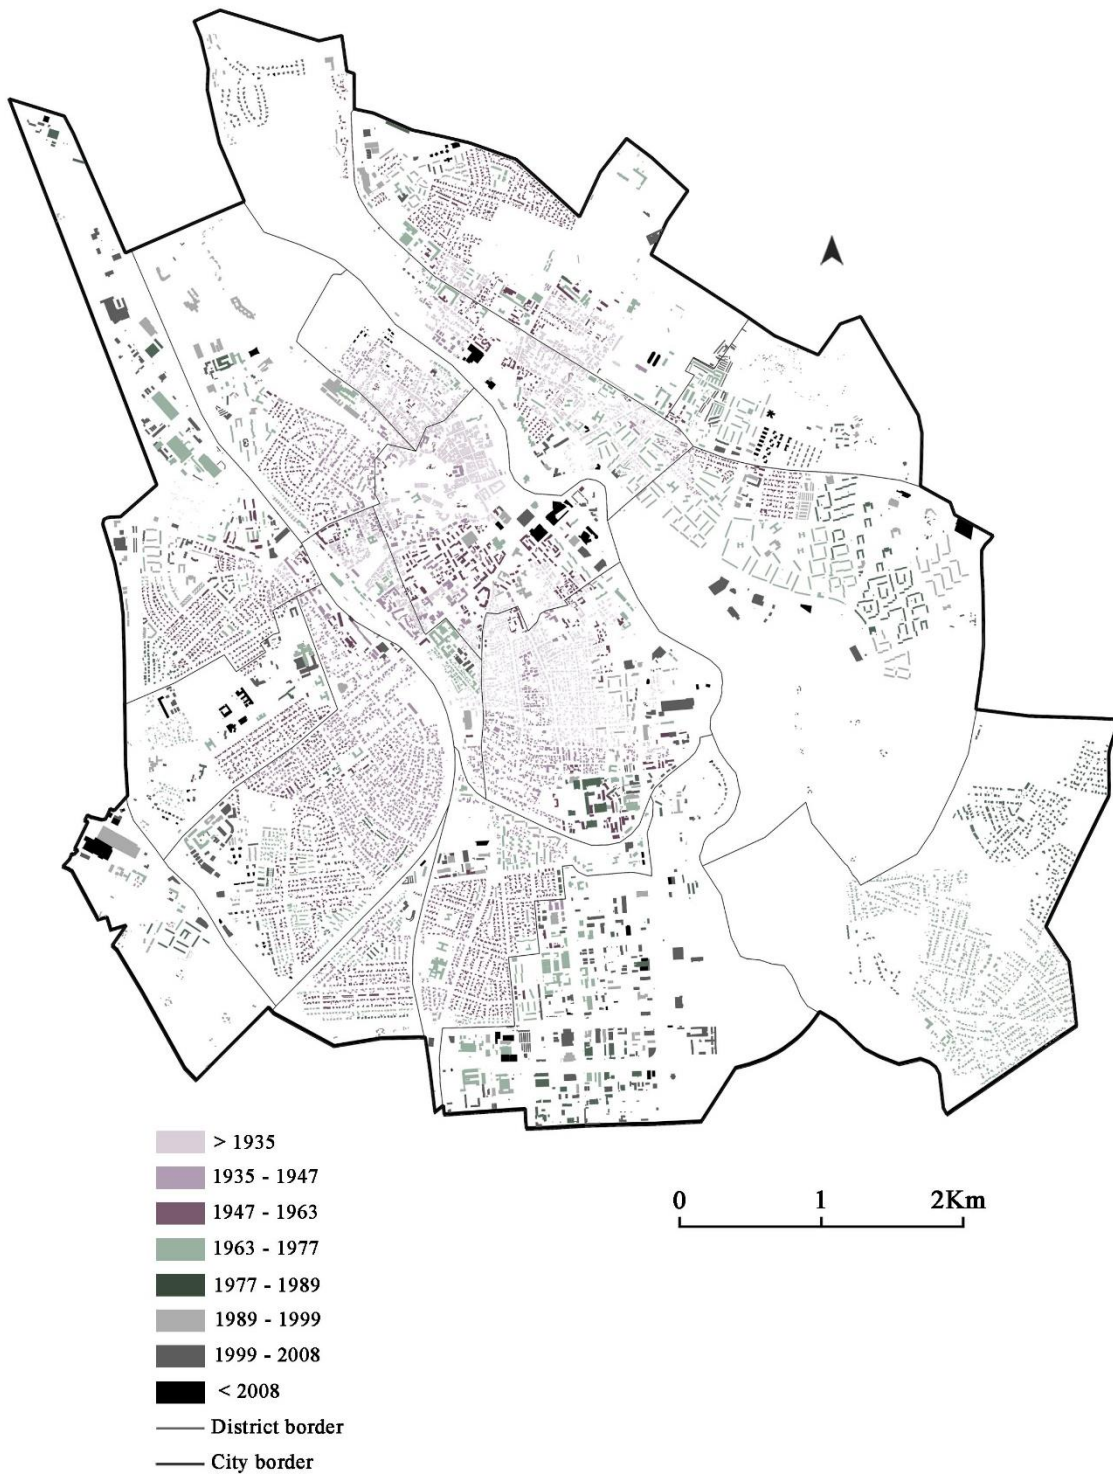 > 1935
1935 - 1947
1947 - 1963
1963 - 1977
1977 - 1989
1989 - 1999
1999 - 2008
< 2008
District border
City border
0 1 2Km